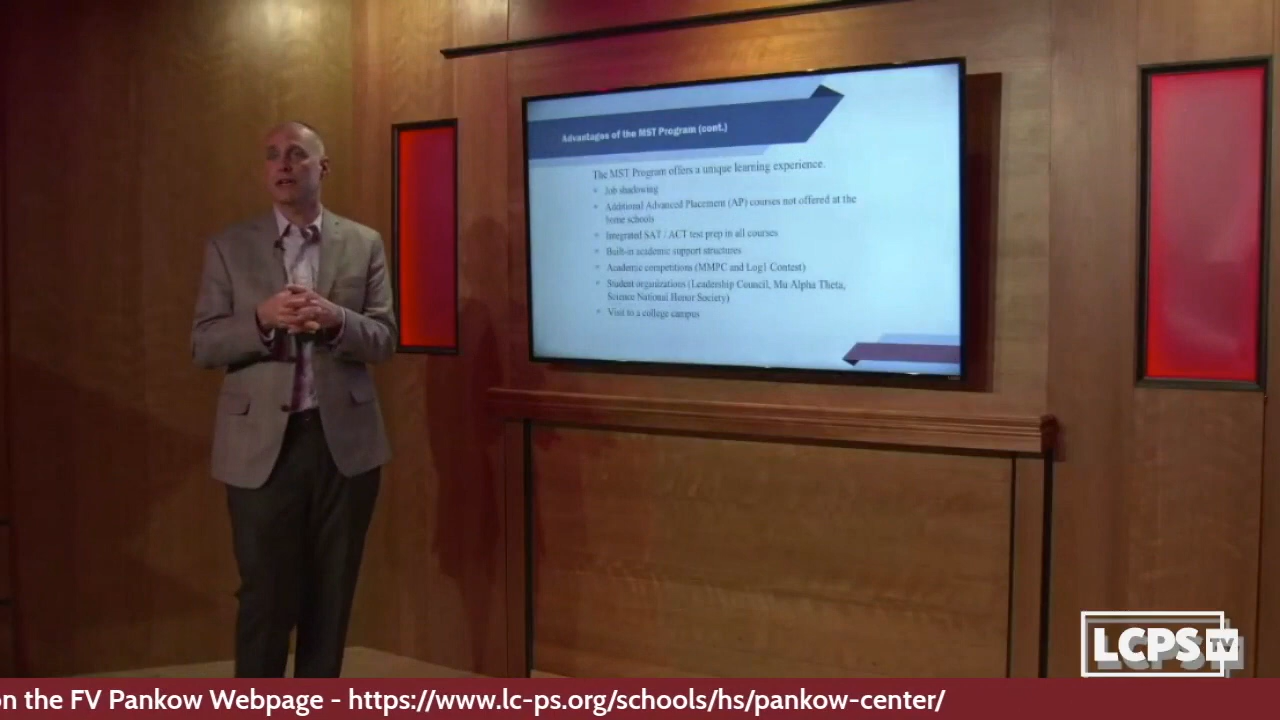 Advantages of the MST Program (cont.)
The MST Program offers a unique learning experience.
Job shadowing
Additional Advanced Placement (AP) courses not offered at the
home schools
Integrated SAT / ACT test prep in all courses
Built-in academic support structures
Academic competitions (MMPC and Log1 Contest)
Student organizations (Leadership Council, Mu Alpha Theta,
Science National Honor Society)
Visit to a college campus
LCPS TV
on the FV Pankow Webpage - https://www.lc-ps.org/schools/hs/pankow-center/